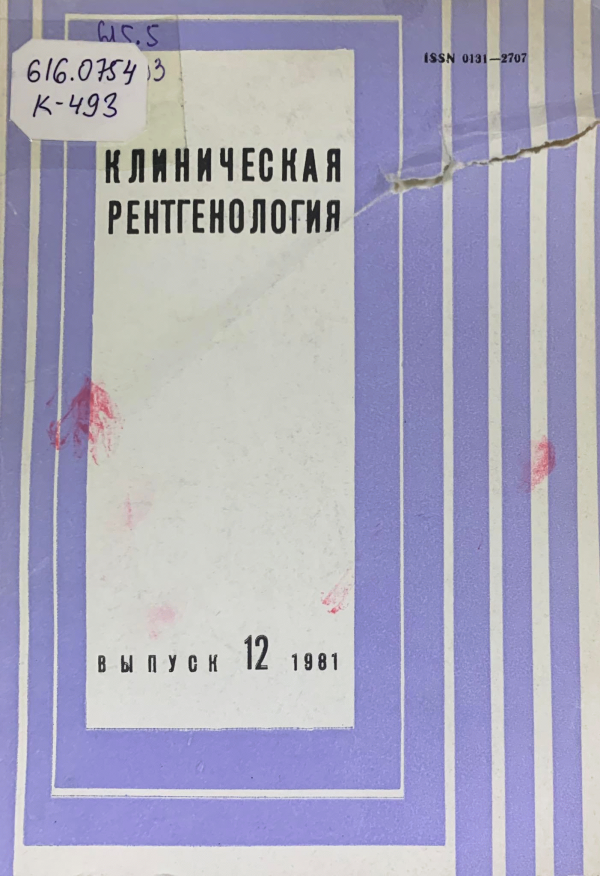 615.5
616.0754
К-493
ISSN 0131—2707
КЛИНИЧЕСКАЯ
РЕНТГЕНОЛОГИЯ
ВЫПУСК 12 1981